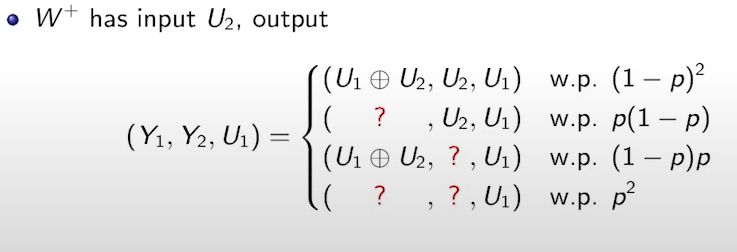 • W⁺ has input U₂, output
(U₁ ⊕ U₂, U₂, U₁) w.p. (1 − p)²
( ? , U₂, U₁) w.p. p(1 − p)
(Y₁, Y₂, U₁) = {
(U₁ ⊕ U₂, ? , U₁) w.p. (1 − p)p
( ? , ? , U₁) w.p. p²